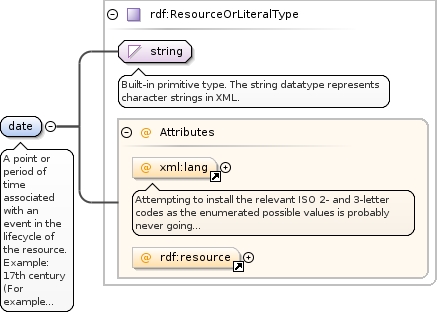 rdf:ResourceOrLiteralType
string
Built-in primitive type. The string datatype represents
character strings in XML.
date
A point or
period of
time
associated
with an
event in the
lifecycle of
the resource.
Example:
17th century
(For
example...
@ Attributes
@ xml:lang
Attempting to install the relevant ISO 2- and 3-letter
codes as the enumerated possible values is probably
never going...
@ rdf:resource